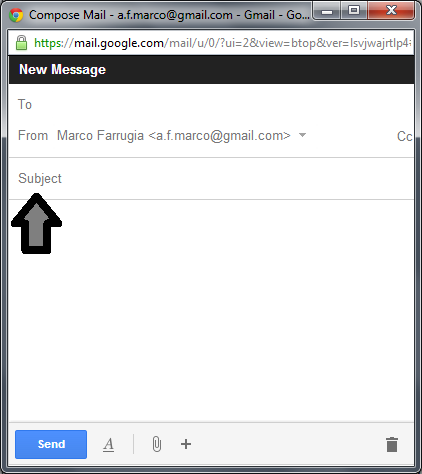 Compose Mail - a.f.marco@gmail.com - Gmail - Go...
https://mail.google.com/mail/u/0/?ui=2&view=btop&ver=lsvjwajrtlp4
New Message
To
From Marco Farrugia <a.f.marco@gmail.com> Cc
Subject
Send A